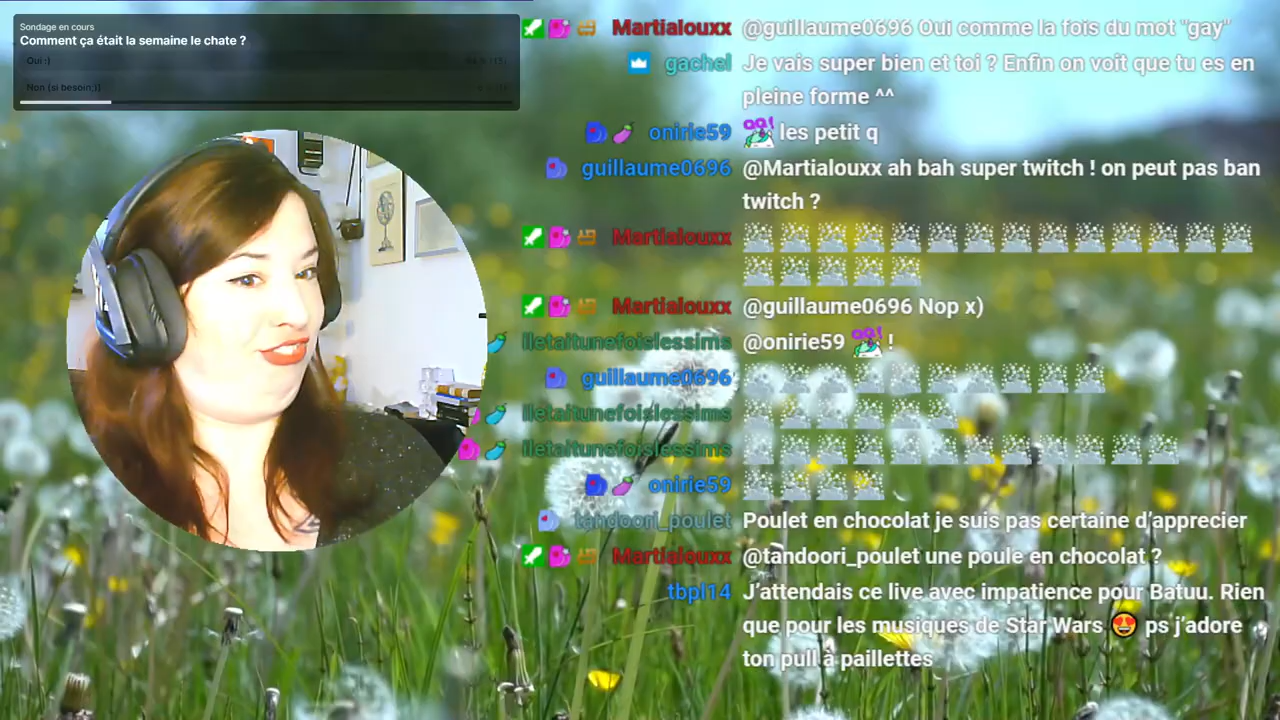 Sondage en cours
Comment ça était la semaine le chate ?
Oui :)
Non (si besoin;))
Martialouxx @guillaume0696 Oui comme la fois du mot "gay"
gachel Je vais super bien et toi ? Enfin on voit que tu es en
pleine forme ^^
onirie59 les petit q
guillaume0696 @Martialouxx ah bah super twitch ! on peut pas ban
twitch ?
Martialouxx
Martialouxx @guillaume0696 Nop x)
iletaitunefoislessims @onirie59 !
guillaume0696
iletaitunefoislessims
iletaitunefoislessims
onirie59
tandoori_poulet Poulet en chocolat je suis pas certaine d'apprecier
Martialouxx @tandoori_poulet une poule en chocolat ?
tbpl14 J'attendais ce live avec impatience pour Batuu. Rien
que pour les musiques de Star Wars 😍 ps j'adore
ton pull à paillettes